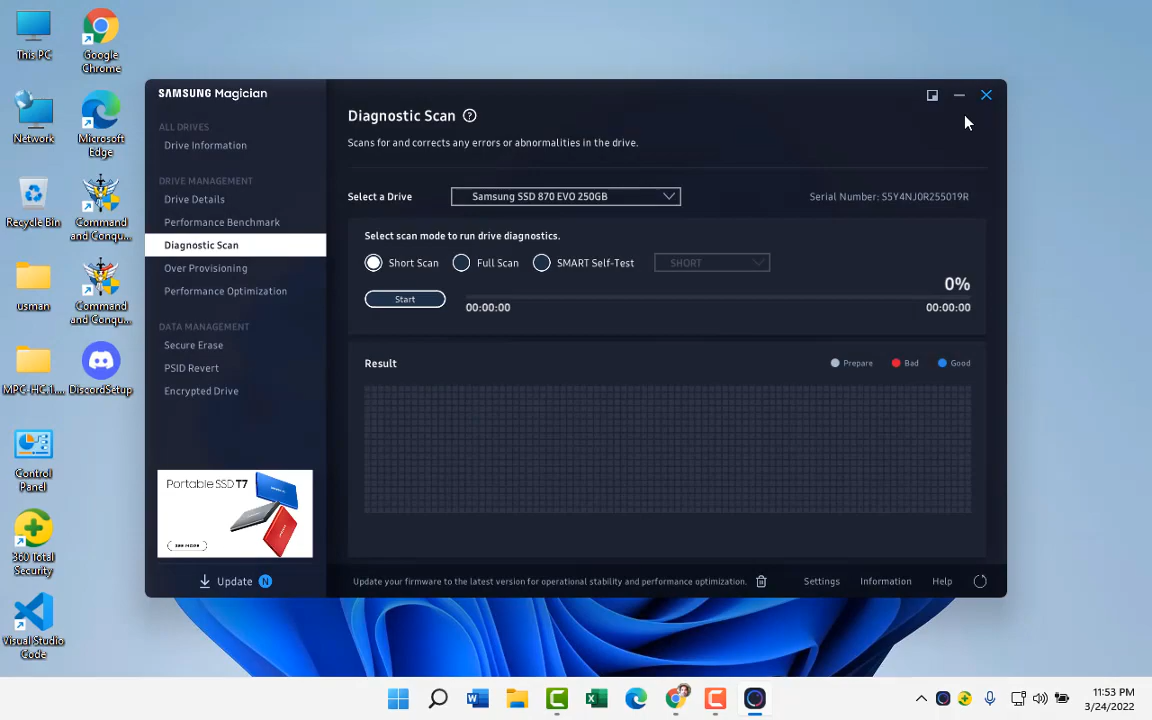 This PC
Google
Chrome
Network
Microsoft
Edge
Recycle Bin
Command
and Conqu...
usman
Command
and Conqu...
MPC-HC.1....
DiscordSetup
Control
Panel
360 Total
Security
Visual Studio
Code
SAMSUNG Magician
ALL DRIVES
Drive Information
DRIVE MANAGEMENT
Drive Details
Performance Benchmark
Diagnostic Scan
Over Provisioning
Performance Optimization
DATA MANAGEMENT
Secure Erase
PSID Revert
Encrypted Drive
Portable SSD T7
SEE MORE
Update N
Diagnostic Scan ?
Scans for and corrects any errors or abnormalities in the drive.
Select a Drive Samsung SSD 870 EVO 250GB Serial Number: S5Y4NJ0R255019R
Select scan mode to run drive diagnostics.
Short Scan Full Scan SMART Self-Test SHORT
0%
Start
00:00:00 00:00:00
Result Prepare Bad Good
Update your firmware to the latest version for operational stability and performance optimization. Settings Information Help
11:53 PM
3/24/2022